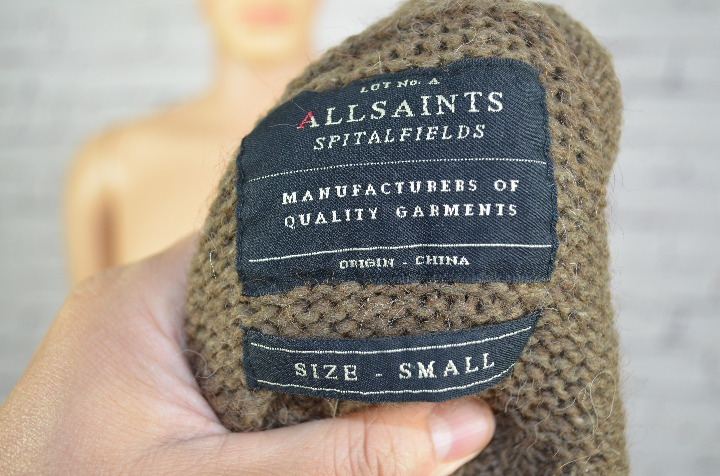 LOT No. A
ALLSAINTS
SPITALFIELDS
MANUFACTURERS OF
QUALITY GARMENTS
ORIGIN - CHINA
SIZE - SMALL